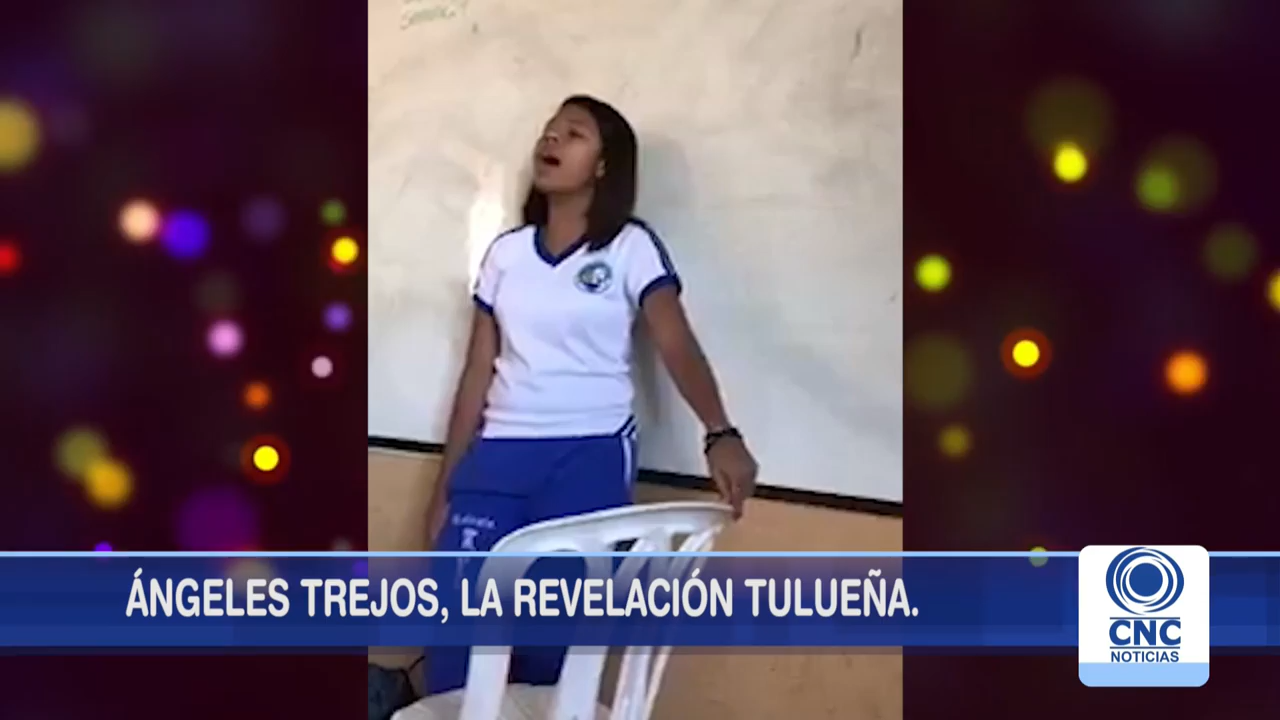 ÁNGELES TREJOS, LA REVELACIÓN TULUEÑA.
CNC
NOTICIAS